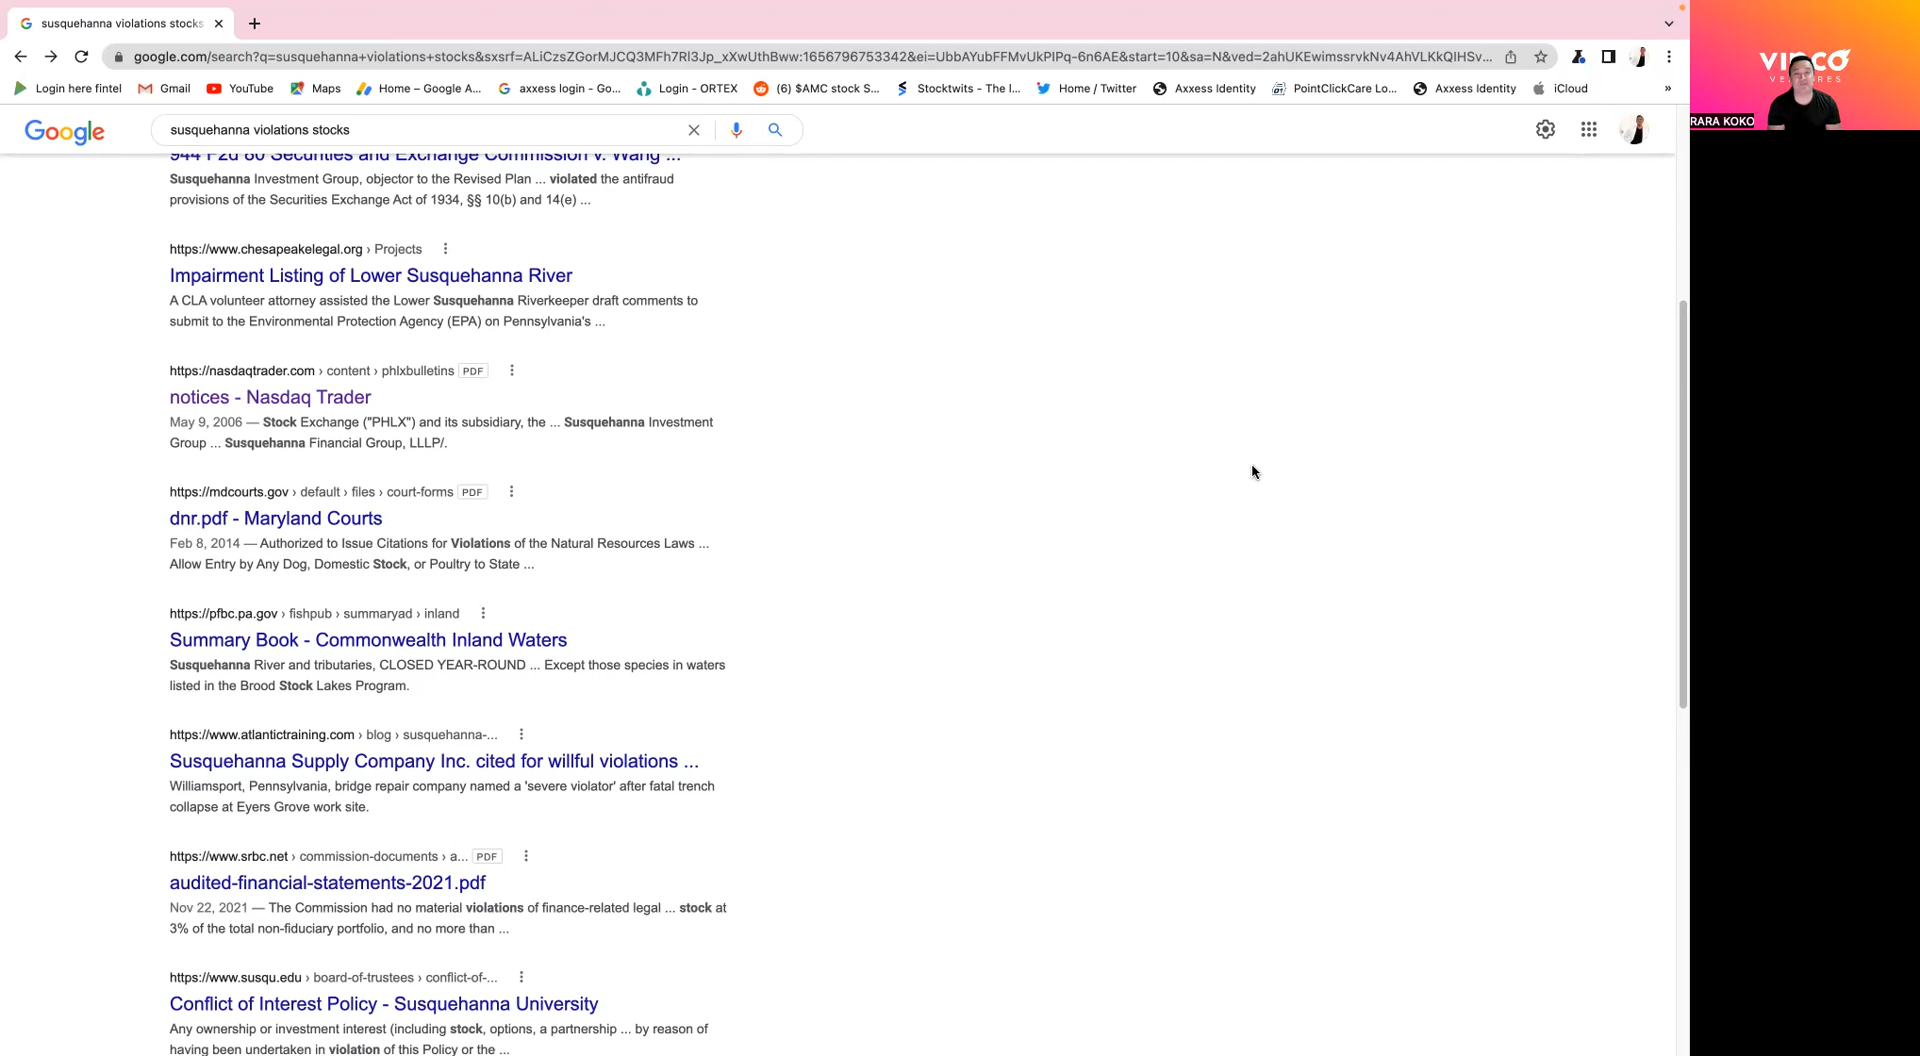 susquehanna violations stocks
google.com/search?q=susquehanna+violations+stocks&sxsrf=ALiCzsZGorMJCQ3MFh7Rl3Jp_xXwUthBww:1656796753342&ei=UbbAYubFFMvUkPIPq-6n6AE&start=10&sa=N&ved=2ahUKEwimssrvkNv4AhVLKkQIHSv...
Login here fintel
Gmail
YouTube
Maps
Home – Google A...
axxess login - Go...
Login - ORTEX
(6) $AMC stock S...
Stocktwits - The l...
Home / Twitter
Axxess Identity
PointClickCare Lo...
Axxess Identity
iCloud
»
VINCO
VENTURES
RARA KOKO
Google
susquehanna violations stocks
944 F2d 80 Securities and Exchange Commission v. Wang ...
Susquehanna Investment Group, objector to the Revised Plan ... violated the antifraud
provisions of the Securities Exchange Act of 1934, §§ 10(b) and 14(e) ...
https://www.chesapeakelegal.org › Projects
Impairment Listing of Lower Susquehanna River
A CLA volunteer attorney assisted the Lower Susquehanna Riverkeeper draft comments to
submit to the Environmental Protection Agency (EPA) on Pennsylvania's ...
https://nasdaqtrader.com › content › phlxbulletins PDF
notices - Nasdaq Trader
May 9, 2006 — Stock Exchange ("PHLX") and its subsidiary, the ... Susquehanna Investment
Group ... Susquehanna Financial Group, LLLP/.
https://mdcourts.gov › default › files › court-forms PDF
dnr.pdf - Maryland Courts
Feb 8, 2014 — Authorized to Issue Citations for Violations of the Natural Resources Laws ...
Allow Entry by Any Dog, Domestic Stock, or Poultry to State ...
https://pfbc.pa.gov › fishpub › summaryad › inland
Summary Book - Commonwealth Inland Waters
Susquehanna River and tributaries, CLOSED YEAR-ROUND ... Except those species in waters
listed in the Brood Stock Lakes Program.
https://www.atlantictraining.com › blog › susquehanna-...
Susquehanna Supply Company Inc. cited for willful violations ...
Williamsport, Pennsylvania, bridge repair company named a 'severe violator' after fatal trench
collapse at Eyers Grove work site.
https://www.srbc.net › commission-documents › a... PDF
audited-financial-statements-2021.pdf
Nov 22, 2021 — The Commission had no material violations of finance-related legal ... stock at
3% of the total non-fiduciary portfolio, and no more than ...
https://www.susqu.edu › board-of-trustees › conflict-of-...
Conflict of Interest Policy - Susquehanna University
Any ownership or investment interest (including stock, options, a partnership ... by reason of
having been undertaken in violation of this Policy or the ...